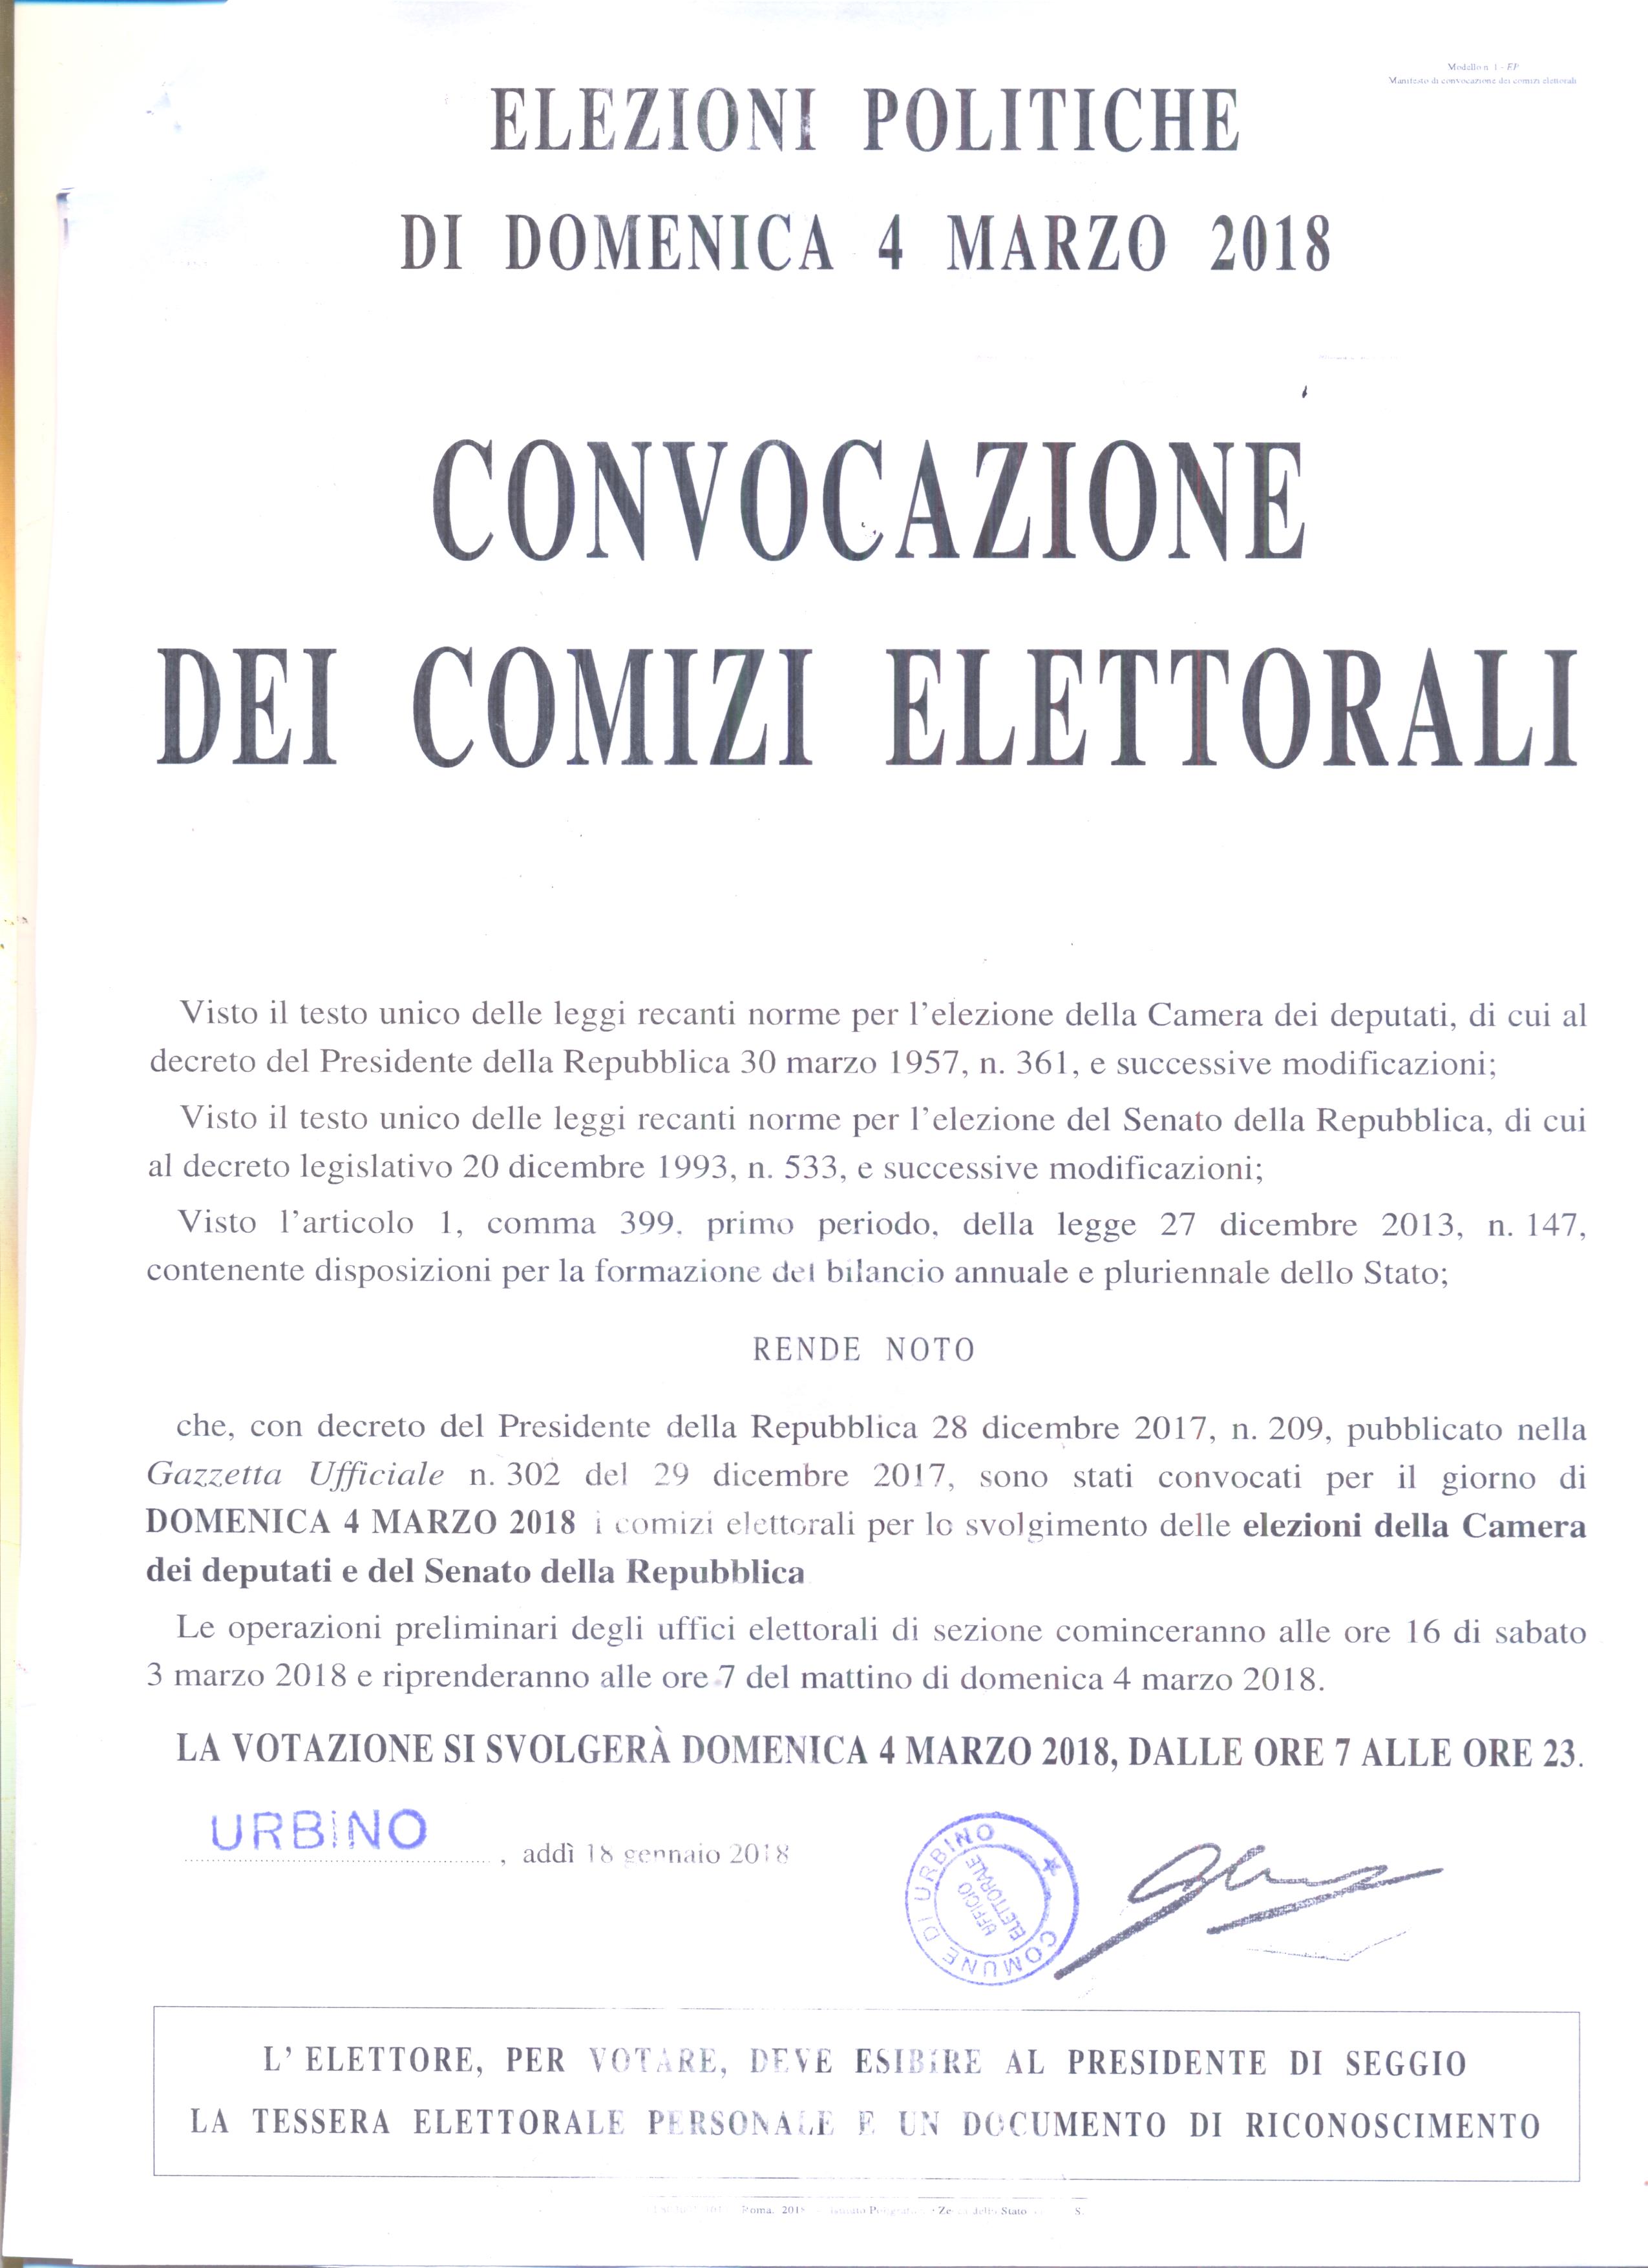 Modello n. 1 - EP
Manifesto di convocazione dei comizi elettorali
ELEZIONI POLITICHE
DI DOMENICA 4 MARZO 2018
CONVOCAZIONE
DEI COMIZI ELETTORALI
Visto il testo unico delle leggi recanti norme per l'elezione della Camera dei deputati, di cui al
decreto del Presidente della Repubblica 30 marzo 1957, n. 361, e successive modificazioni;
Visto il testo unico delle leggi recanti norme per l'elezione del Senato della Repubblica, di cui
al decreto legislativo 20 dicembre 1993, n. 533, e successive modificazioni;
Visto l'articolo 1, comma 399, primo periodo, della legge 27 dicembre 2013, n. 147,
contenente disposizioni per la formazione del bilancio annuale e pluriennale dello Stato;
RENDE NOTO
che, con decreto del Presidente della Repubblica 28 dicembre 2017, n. 209, pubblicato nella
Gazzetta Ufficiale n. 302 del 29 dicembre 2017, sono stati convocati per il giorno di
DOMENICA 4 MARZO 2018 i comizi elettorali per lo svolgimento delle elezioni della Camera
dei deputati e del Senato della Repubblica
Le operazioni preliminari degli uffici elettorali di sezione cominceranno alle ore 16 di sabato
3 marzo 2018 e riprenderanno alle ore 7 del mattino di domenica 4 marzo 2018.
LA VOTAZIONE SI SVOLGERÀ DOMENICA 4 MARZO 2018, DALLE ORE 7 ALLE ORE 23.
URBINO, addì 18 gennaio 2018
COMUNE DI URBINO ★
UFFICIO
ELETTORALE
L' ELETTORE, PER VOTARE, DEVE ESIBIRE AL PRESIDENTE DI SEGGIO
LA TESSERA ELETTORALE PERSONALE E UN DOCUMENTO DI RICONOSCIMENTO
Roma, 2018 Istituto dello Stato S.